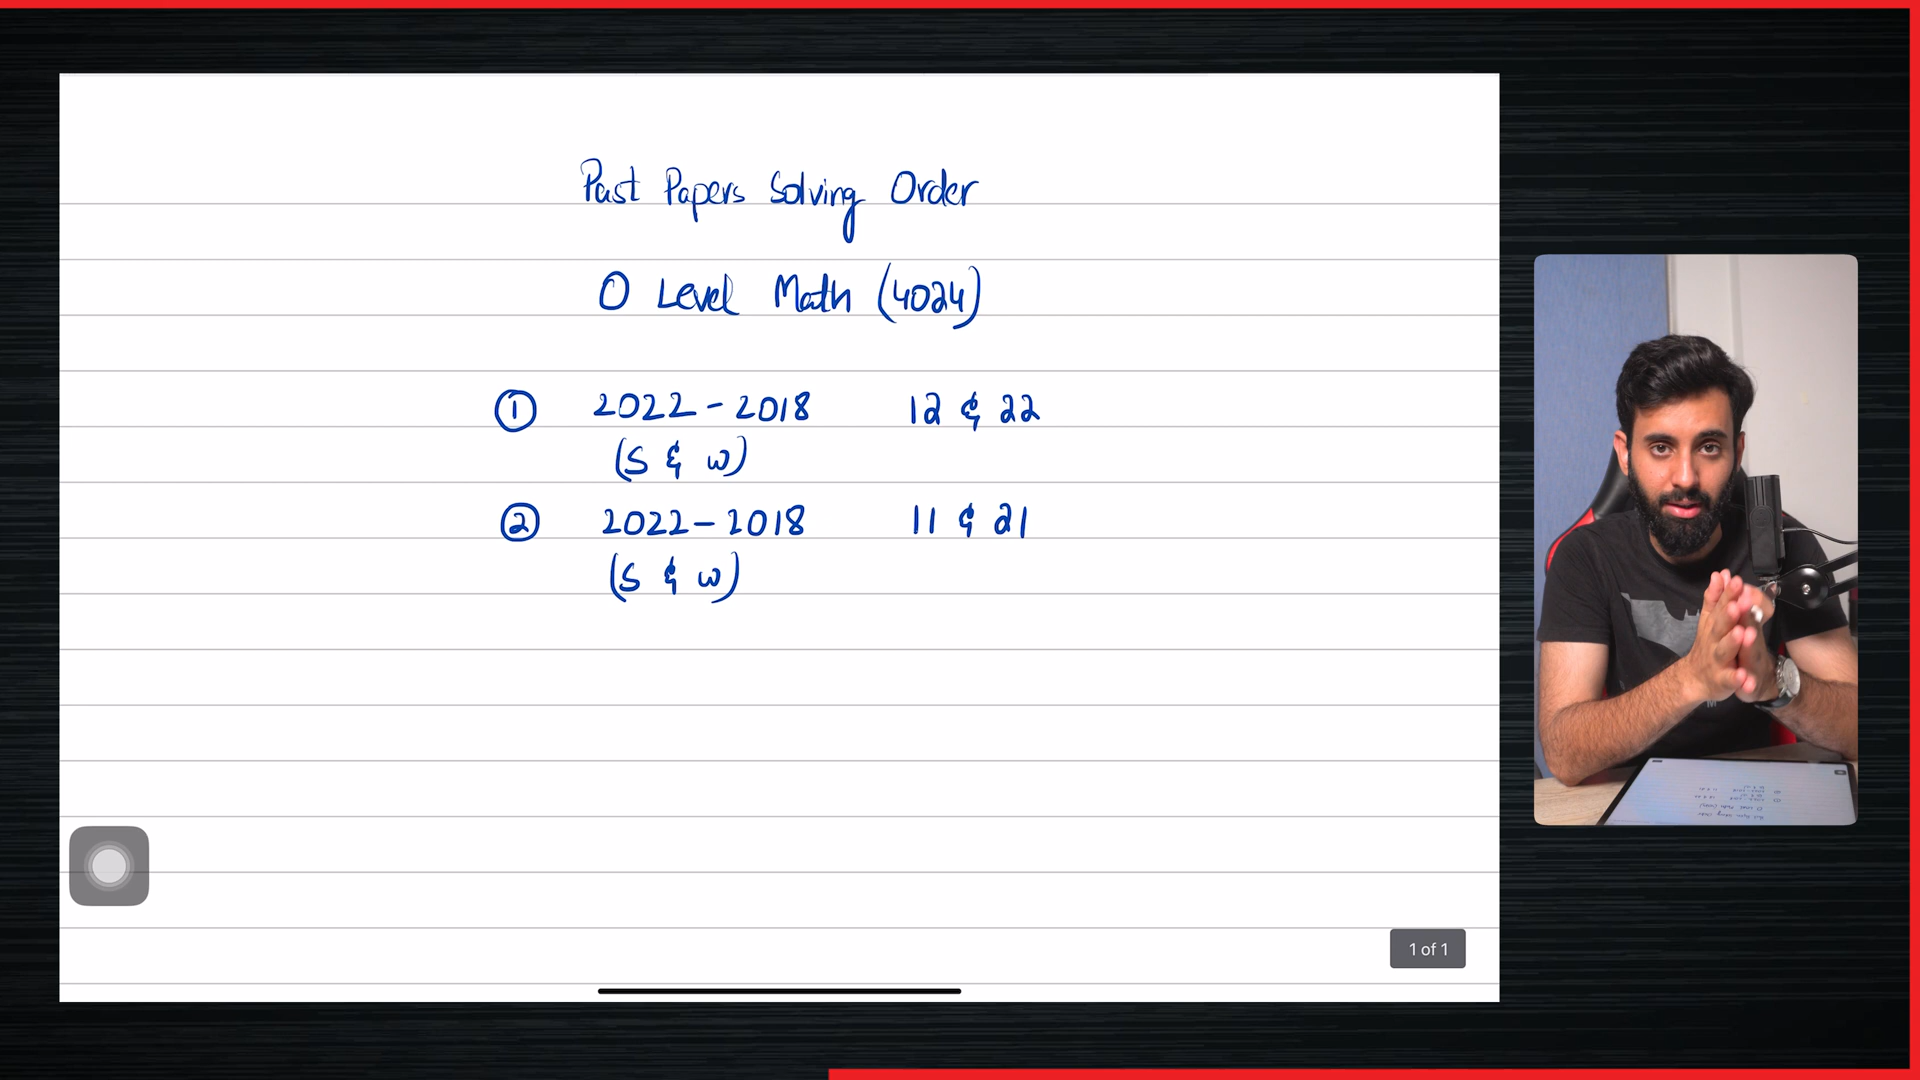 Past Papers Solving Order
O Level Math (4024)
① 2022 - 2018 12 & 22
(S & W)
② 2022 - 2018 11 & 21
(S & W)
1 of 1